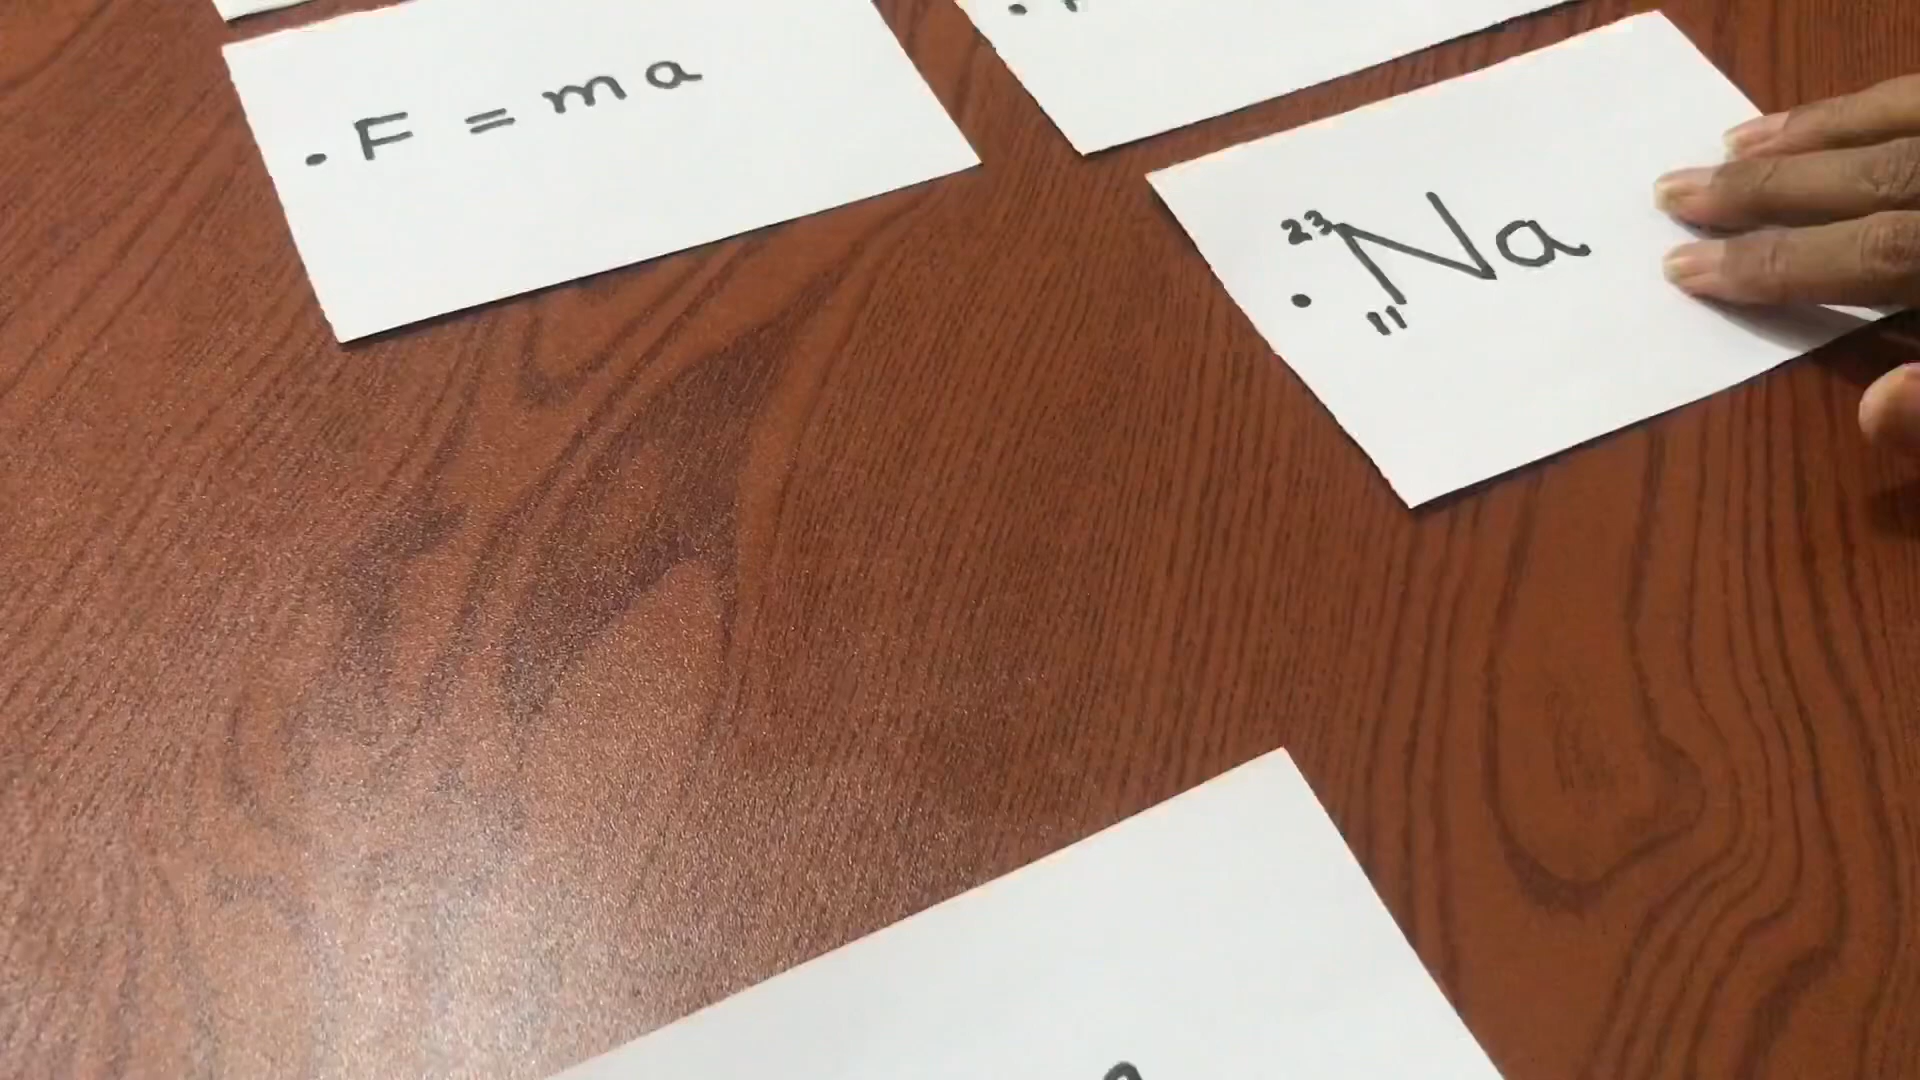 · F = ma
· ²³₁₁Na